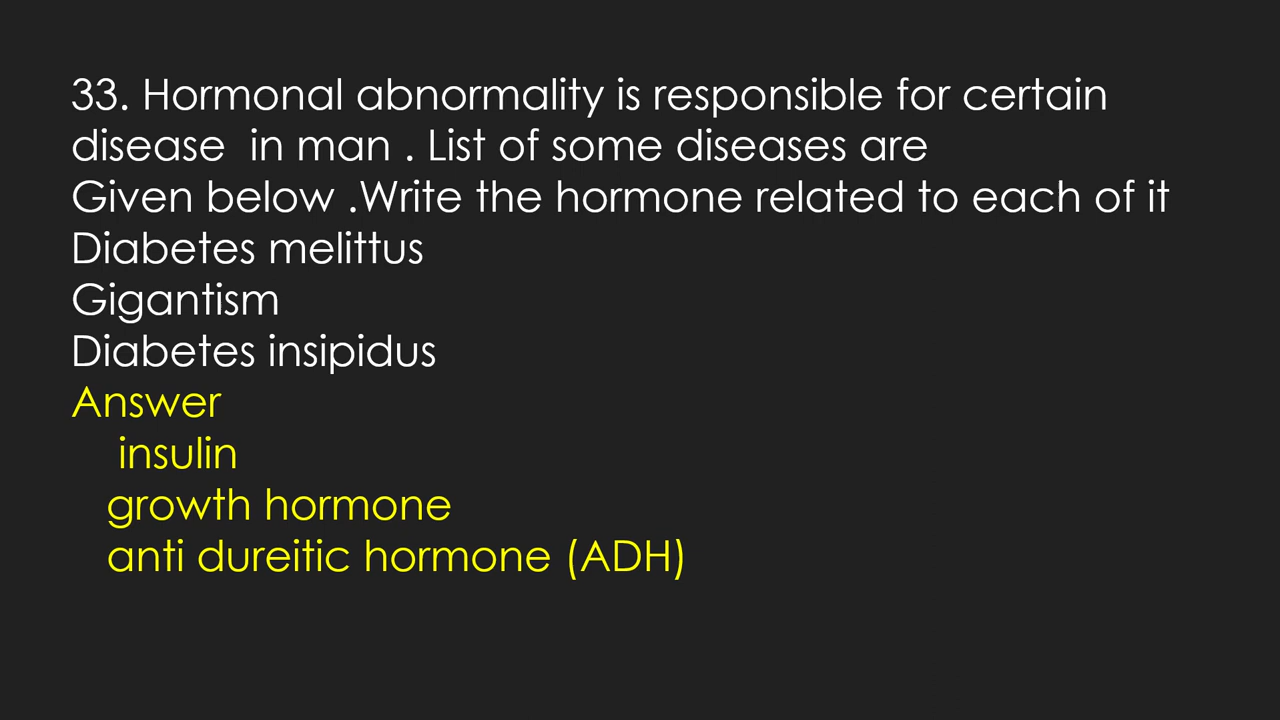 33. Hormonal abnormality is responsible for certain
disease  in man . List of some diseases are
Given below .Write the hormone related to each of it
Diabetes melittus
Gigantism
Diabetes insipidus
Answer
insulin
growth hormone
anti dureitic hormone (ADH)